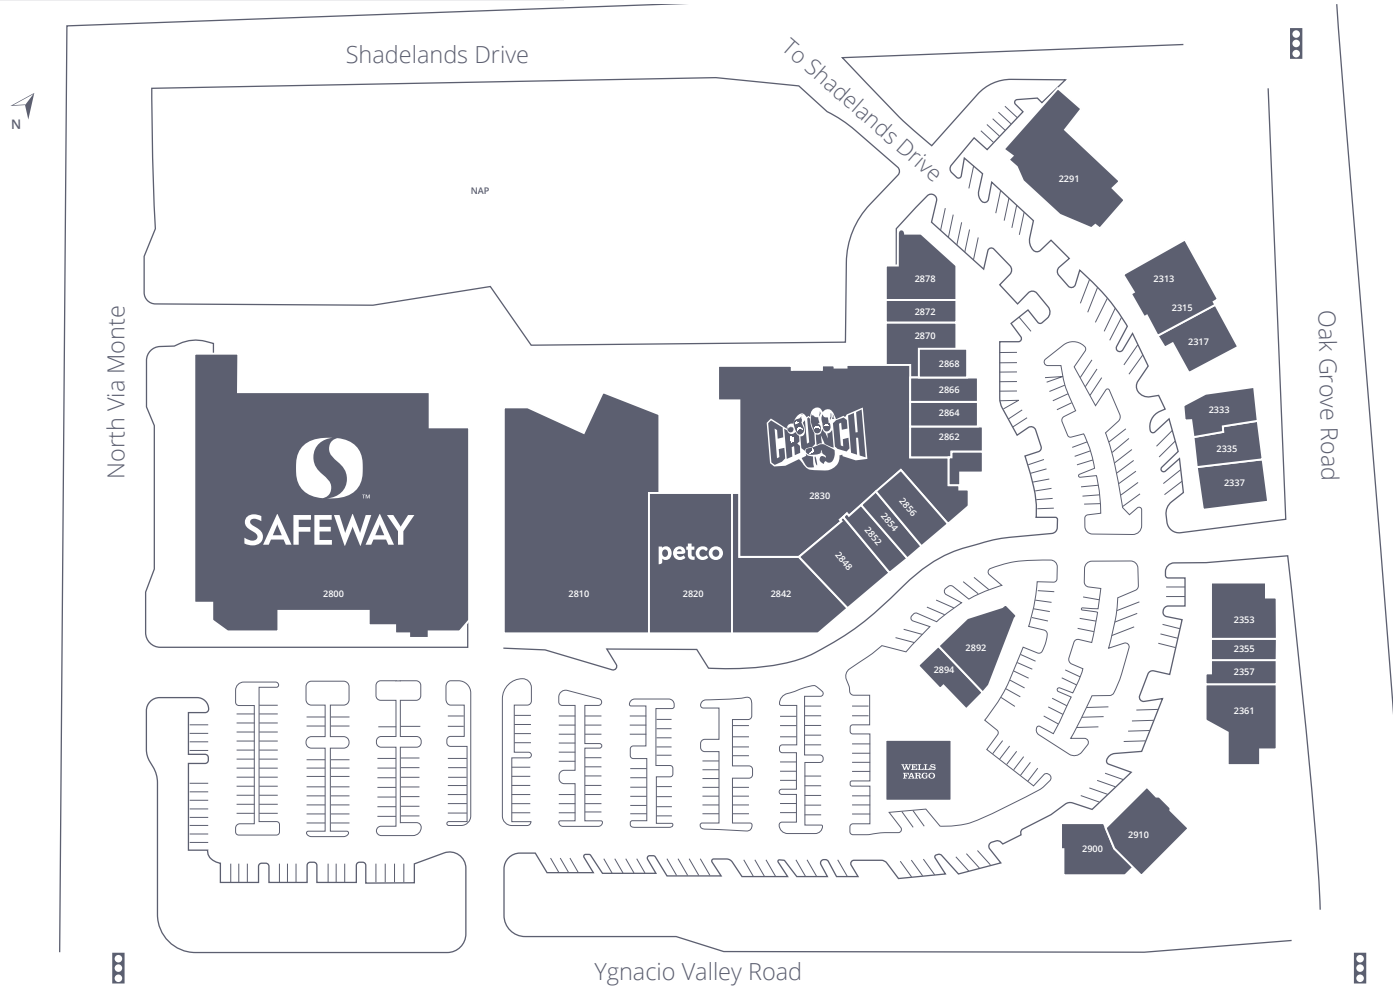 Shadelands Drive
To Shadelands Drive
N
NAP
2291
2878
2313
2315
2872
2870
2317
2868
2866
2864
2862
2333
2335
2337
North Via Monte
Oak Grove Road
CRUNCH
2830
2856
2854
2852
2848
SAFEWAY
™
2800
2810
petco
2820
2842
2892
2894
2353
2355
2357
2361
WELLS
FARGO
2910
2900
Ygnacio Valley Road